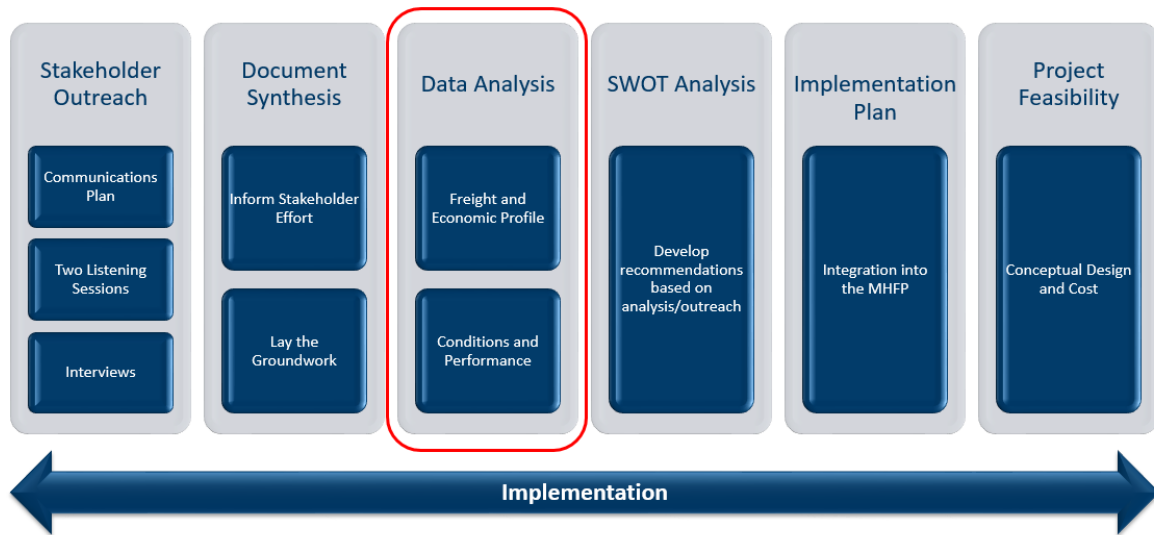 Stakeholder
Outreach
Communications
Plan
Two Listening
Sessions
Interviews
Document
Synthesis
Inform Stakeholder
Effort
Lay the
Groundwork
Data Analysis
Freight and
Economic Profile
Conditions and
Performance
SWOT Analysis
Develop
recommendations
based on
analysis/outreach
Implementation
Plan
Integration into
the MHFP
Project
Feasibility
Conceptual Design
and Cost
Implementation